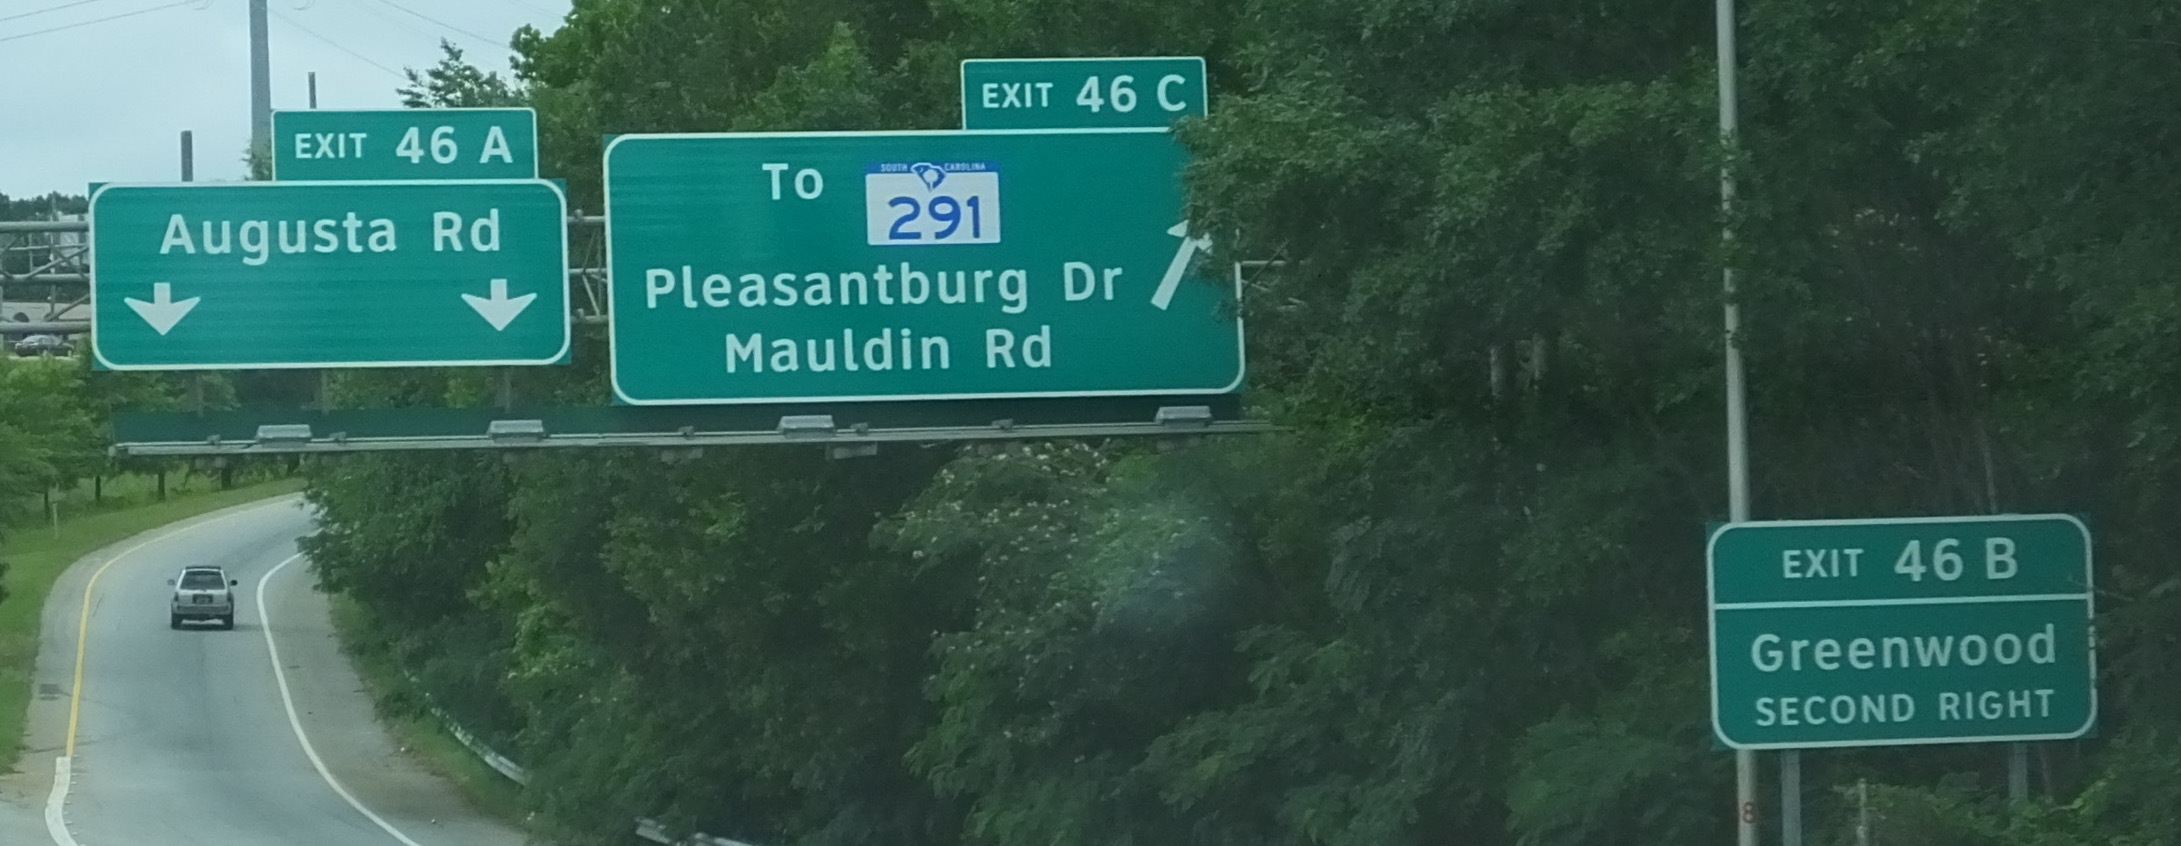 EXIT 46 A
Augusta Rd
EXIT 46 C
To SOUTH CAROLINA 291
Pleasantburg Dr
Mauldin Rd
EXIT 46 B
Greenwood
SECOND RIGHT
8